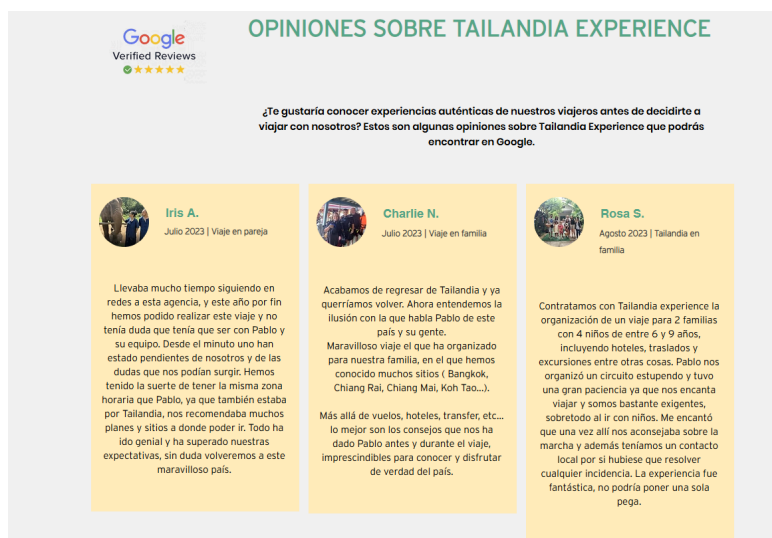 Google
Verified Reviews
OPINIONES SOBRE TAILANDIA EXPERIENCE
¿Te gustaría conocer experiencias auténticas de nuestros viajeros antes de decidirte a
viajar con nosotros? Estos son algunas opiniones sobre Tailandia Experience que podrás
encontrar en Google.
Iris A.
Julio 2023 | Viaje en pareja
Llevaba mucho tiempo siguiendo en
redes a esta agencia, y este año por fin
hemos podido realizar este viaje y no
tenía duda que tenía que ser con Pablo y
su equipo. Desde el minuto uno han
estado pendientes de nosotros y de las
dudas que nos podían surgir. Hemos
tenido la suerte de tener la misma zona
horaria que Pablo, ya que también estaba
por Tailandia, nos recomendaba muchos
planes y sitios a donde poder ir. Todo ha
ido genial y ha superado nuestras
expectativas, sin duda volveremos a este
maravilloso país.
Charlie N.
Julio 2023 | Viaje en familia
Acabamos de regresar de Tailandia y ya
querríamos volver. Ahora entendemos la
ilusión con la que habla Pablo de este
país y su gente.
Maravilloso viaje el que ha organizado
para nuestra familia, en el que hemos
conocido muchos sitios ( Bangkok,
Chiang Rai, Chiang Mai, Koh Tao...).
Más allá de vuelos, hoteles, transfer, etc...
lo mejor son los consejos que nos ha
dado Pablo antes y durante el viaje,
imprescindibles para conocer y disfrutar
de verdad del país.
Rosa S.
Agosto 2023 | Tailandia en
familia
Contratamos con Tailandia experience la
organización de un viaje para 2 familias
con 4 niños de entre 6 y 9 años,
incluyendo hoteles, traslados y
excursiones entre otras cosas. Pablo nos
organizó un circuito estupendo y tuvo
una gran paciencia ya que nos encanta
viajar y somos bastante exigentes,
sobretodo al ir con niños. Me encantó
que una vez allí nos aconsejaba sobre la
marcha y además teníamos un contacto
local por si hubiese que resolver
cualquier incidencia. La experiencia fue
fantástica, no podría poner una sola
pega.